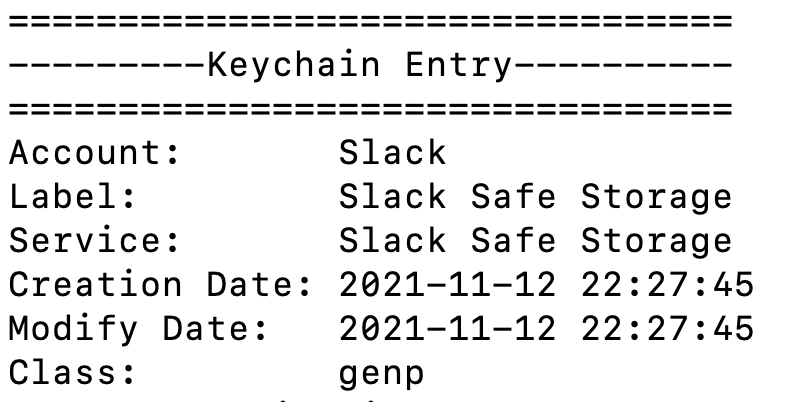 =================================
---------Keychain Entry----------
=================================
Account:       Slack
Label:         Slack Safe Storage
Service:       Slack Safe Storage
Creation Date: 2021-11-12 22:27:45
Modify Date:   2021-11-12 22:27:45
Class:         genp